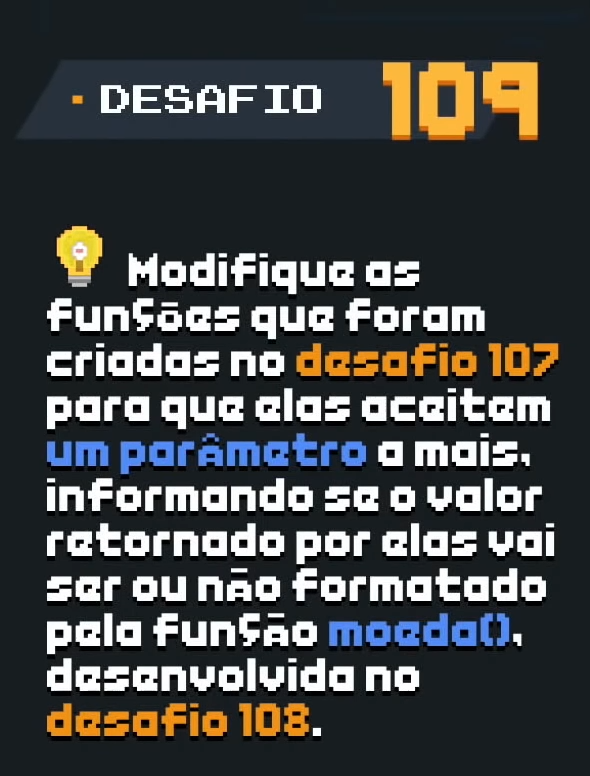 DESAFIO 109
Modifique as
funções que foram
criadas no desafio 107
para que elas aceitem
um parâmetro a mais,
informando se o valor
retornado por elas vai
ser ou não formatado
pela função moeda(),
desenvolvida no
desafio 108.